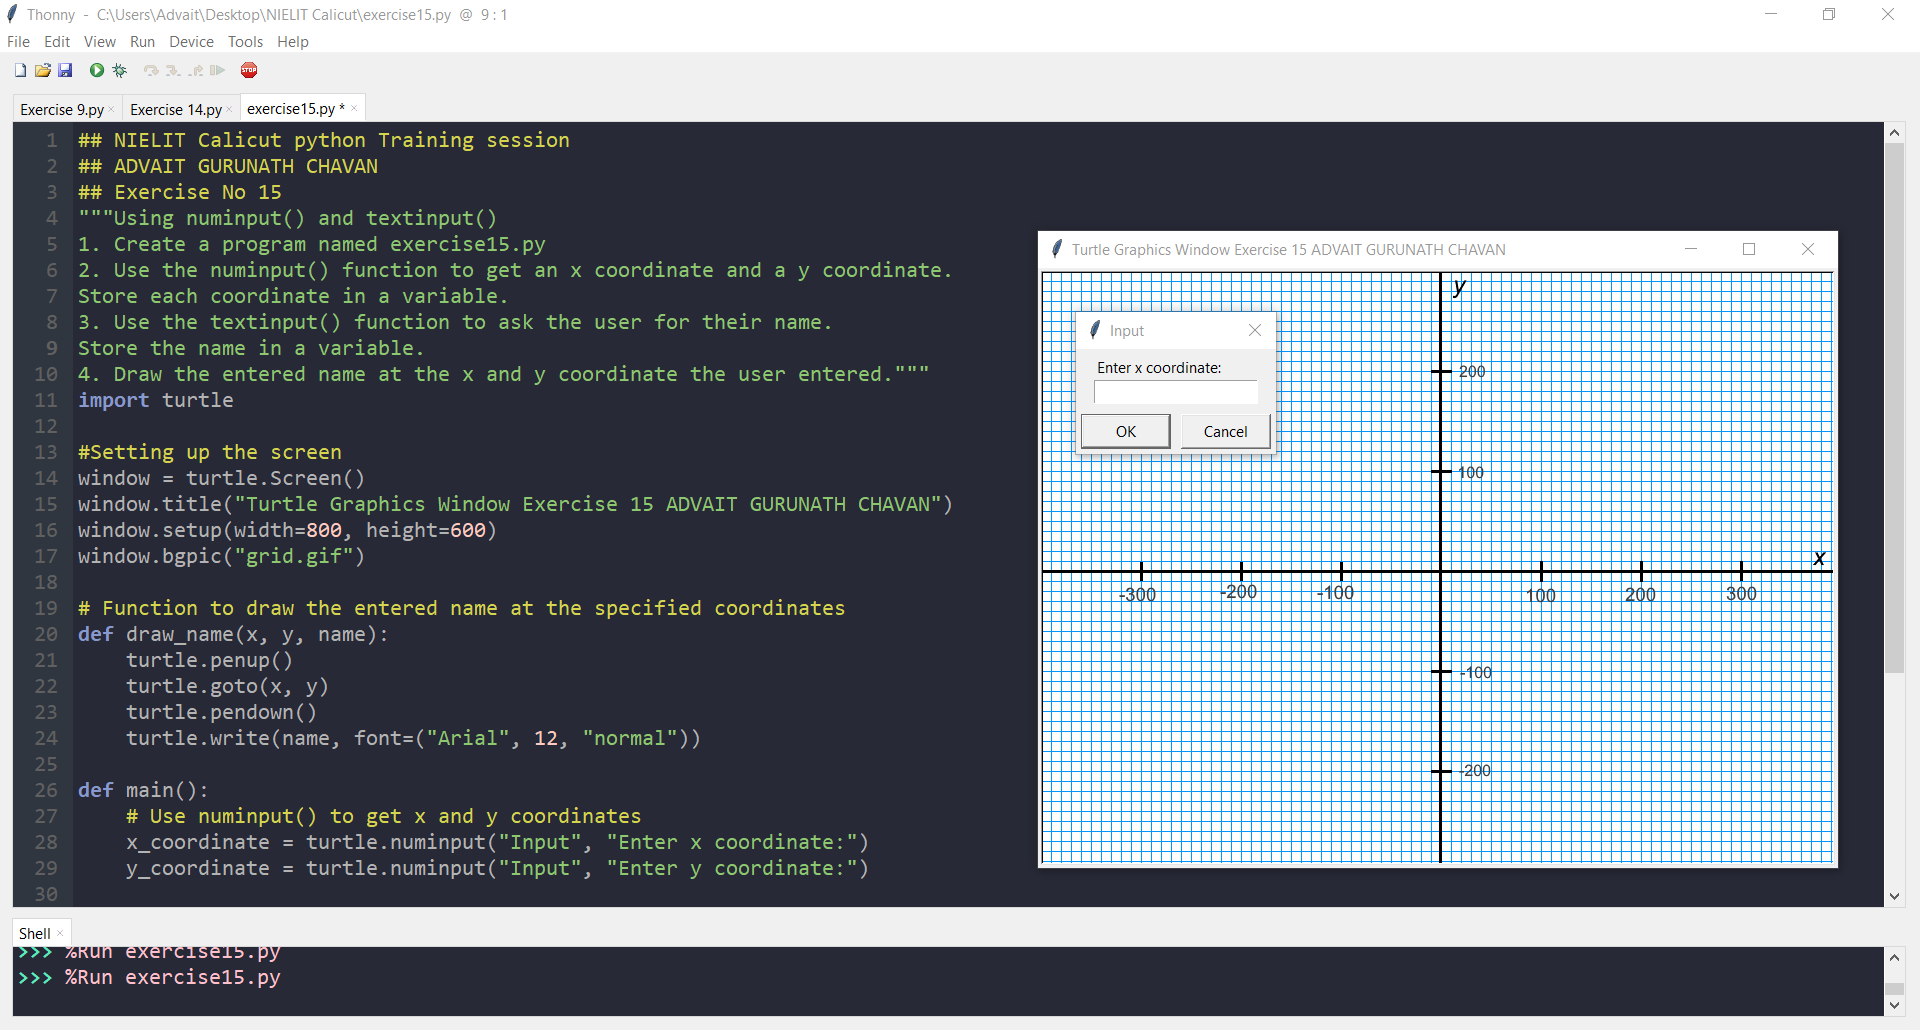 Thonny - C:\Users\Advait\Desktop\NIELIT Calicut\exercise15.py @ 9 : 1
File Edit View Run Device Tools Help
STOP
Exercise 9.py × Exercise 14.py × exercise15.py * ×
1 ## NIELIT Calicut python Training session
2 ## ADVAIT GURUNATH CHAVAN
3 ## Exercise No 15
4 """Using numinput() and textinput()
5 1. Create a program named exercise15.py
6 2. Use the numinput() function to get an x coordinate and a y coordinate.
7 Store each coordinate in a variable.
8 3. Use the textinput() function to ask the user for their name.
9 Store the name in a variable.
10 4. Draw the entered name at the x and y coordinate the user entered."""
11 import turtle
12
13 #Setting up the screen
14 window = turtle.Screen()
15 window.title("Turtle Graphics Window Exercise 15 ADVAIT GURUNATH CHAVAN")
16 window.setup(width=800, height=600)
17 window.bgpic("grid.gif")
18
19 # Function to draw the entered name at the specified coordinates
20 def draw_name(x, y, name):
21     turtle.penup()
22     turtle.goto(x, y)
23     turtle.pendown()
24     turtle.write(name, font=("Arial", 12, "normal"))
25
26 def main():
27     # Use numinput() to get x and y coordinates
28     x_coordinate = turtle.numinput("Input", "Enter x coordinate:")
29     y_coordinate = turtle.numinput("Input", "Enter y coordinate:")
30
Turtle Graphics Window Exercise 15 ADVAIT GURUNATH CHAVAN
y
Input
Enter x coordinate:
OK Cancel
200
100
x
-300 -200 -100 100 200 300
-100
-200
Shell ×
>>> %Run exercise15.py
>>> %Run exercise15.py